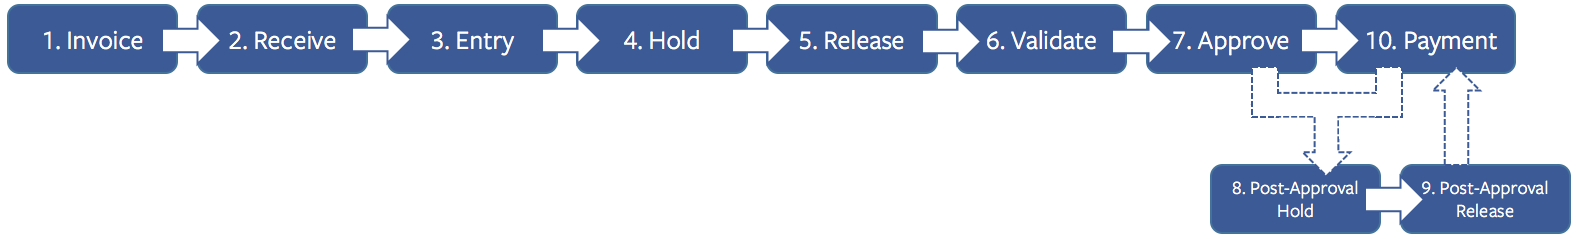 1. Invoice
2. Receive
3. Entry
4. Hold
5. Release
6. Validate
7. Approve
10. Payment
8. Post-Approval
Hold
9. Post-Approval
Release